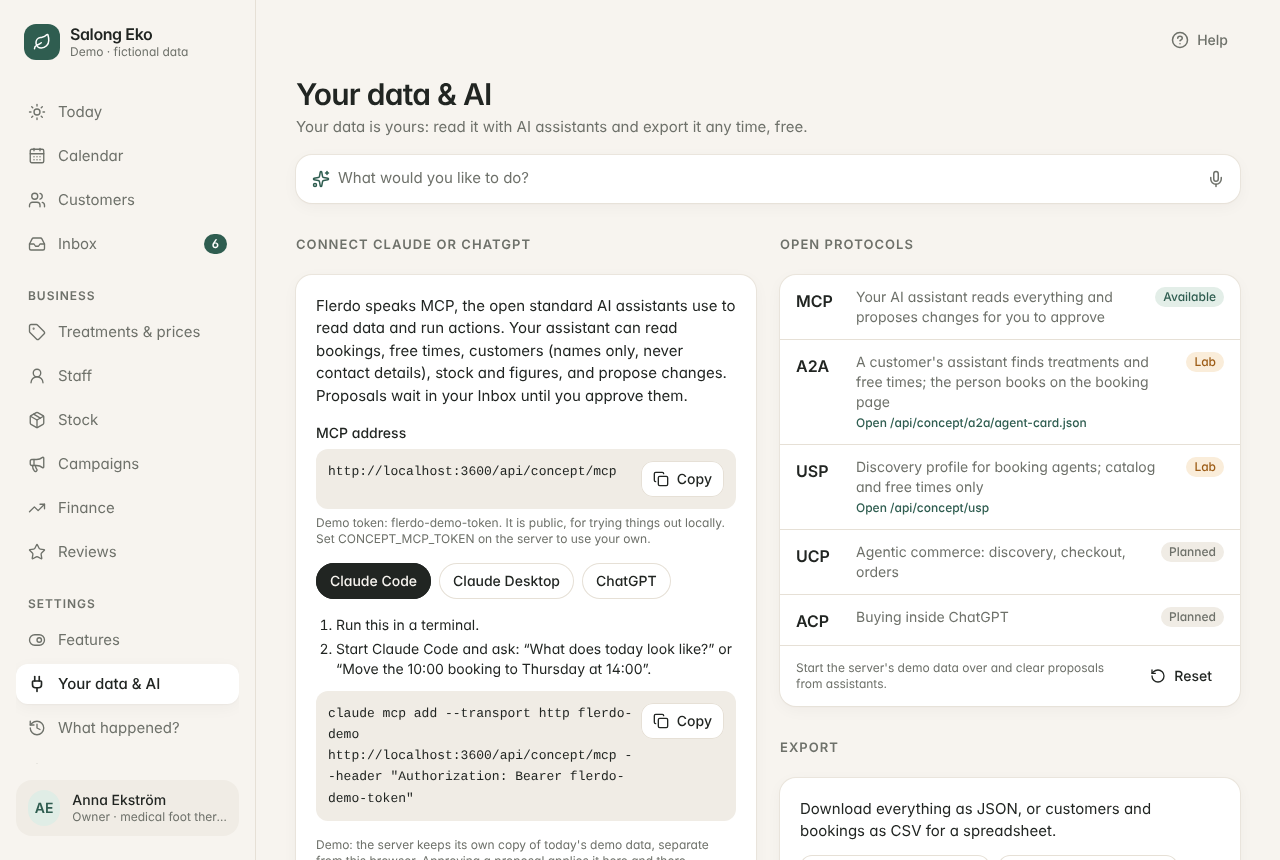 Salong Eko
Demo · fictional data
Today
Calendar
Customers
Inbox
6
BUSINESS
Treatments & prices
Staff
Stock
Campaigns
Finance
Reviews
SETTINGS
Features
Your data & AI
What happened?
AE
Anna Ekström
Owner · medical foot ther...
Help
Your data & AI
Your data is yours: read it with AI assistants and export it any time, free.
What would you like to do?
CONNECT CLAUDE OR CHATGPT
Flerdo speaks MCP, the open standard AI assistants use to
read data and run actions. Your assistant can read
bookings, free times, customers (names only, never
contact details), stock and figures, and propose changes.
Proposals wait in your Inbox until you approve them.
MCP address
http://localhost:3600/api/concept/mcp
Copy
Demo token: flerdo-demo-token. It is public, for trying things out locally.
Set CONCEPT_MCP_TOKEN on the server to use your own.
Claude Code
Claude Desktop
ChatGPT
1. Run this in a terminal.
2. Start Claude Code and ask: “What does today look like?” or
“Move the 10:00 booking to Thursday at 14:00”.
claude mcp add --transport http flerdo-
demo
http://localhost:3600/api/concept/mcp -
-header "Authorization: Bearer flerdo-
demo-token"
Copy
Demo: the server keeps its own copy of today's demo data, separate
from this browser. Approving a proposal applies it here and there.
OPEN PROTOCOLS
MCP
Your AI assistant reads everything and
proposes changes for you to approve
Available
A2A
A customer's assistant finds treatments and
free times; the person books on the booking
page
Open /api/concept/a2a/agent-card.json
Lab
USP
Discovery profile for booking agents; catalog
and free times only
Open /api/concept/usp
Lab
UCP
Agentic commerce: discovery, checkout,
orders
Planned
ACP
Buying inside ChatGPT
Planned
Start the server's demo data over and clear proposals
from assistants.
Reset
EXPORT
Download everything as JSON, or customers and
bookings as CSV for a spreadsheet.